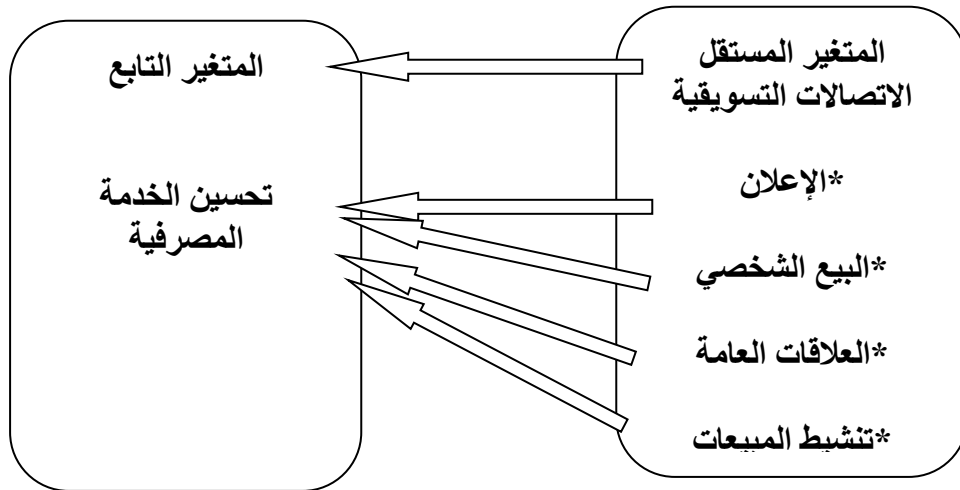 المتغير المستقل
الاتصالات التسويقية
*الإعلان
*البيع الشخصي
*العلاقات العامة
*تنشيط المبيعات
المتغير التابع
تحسين الخدمة
المصرفية